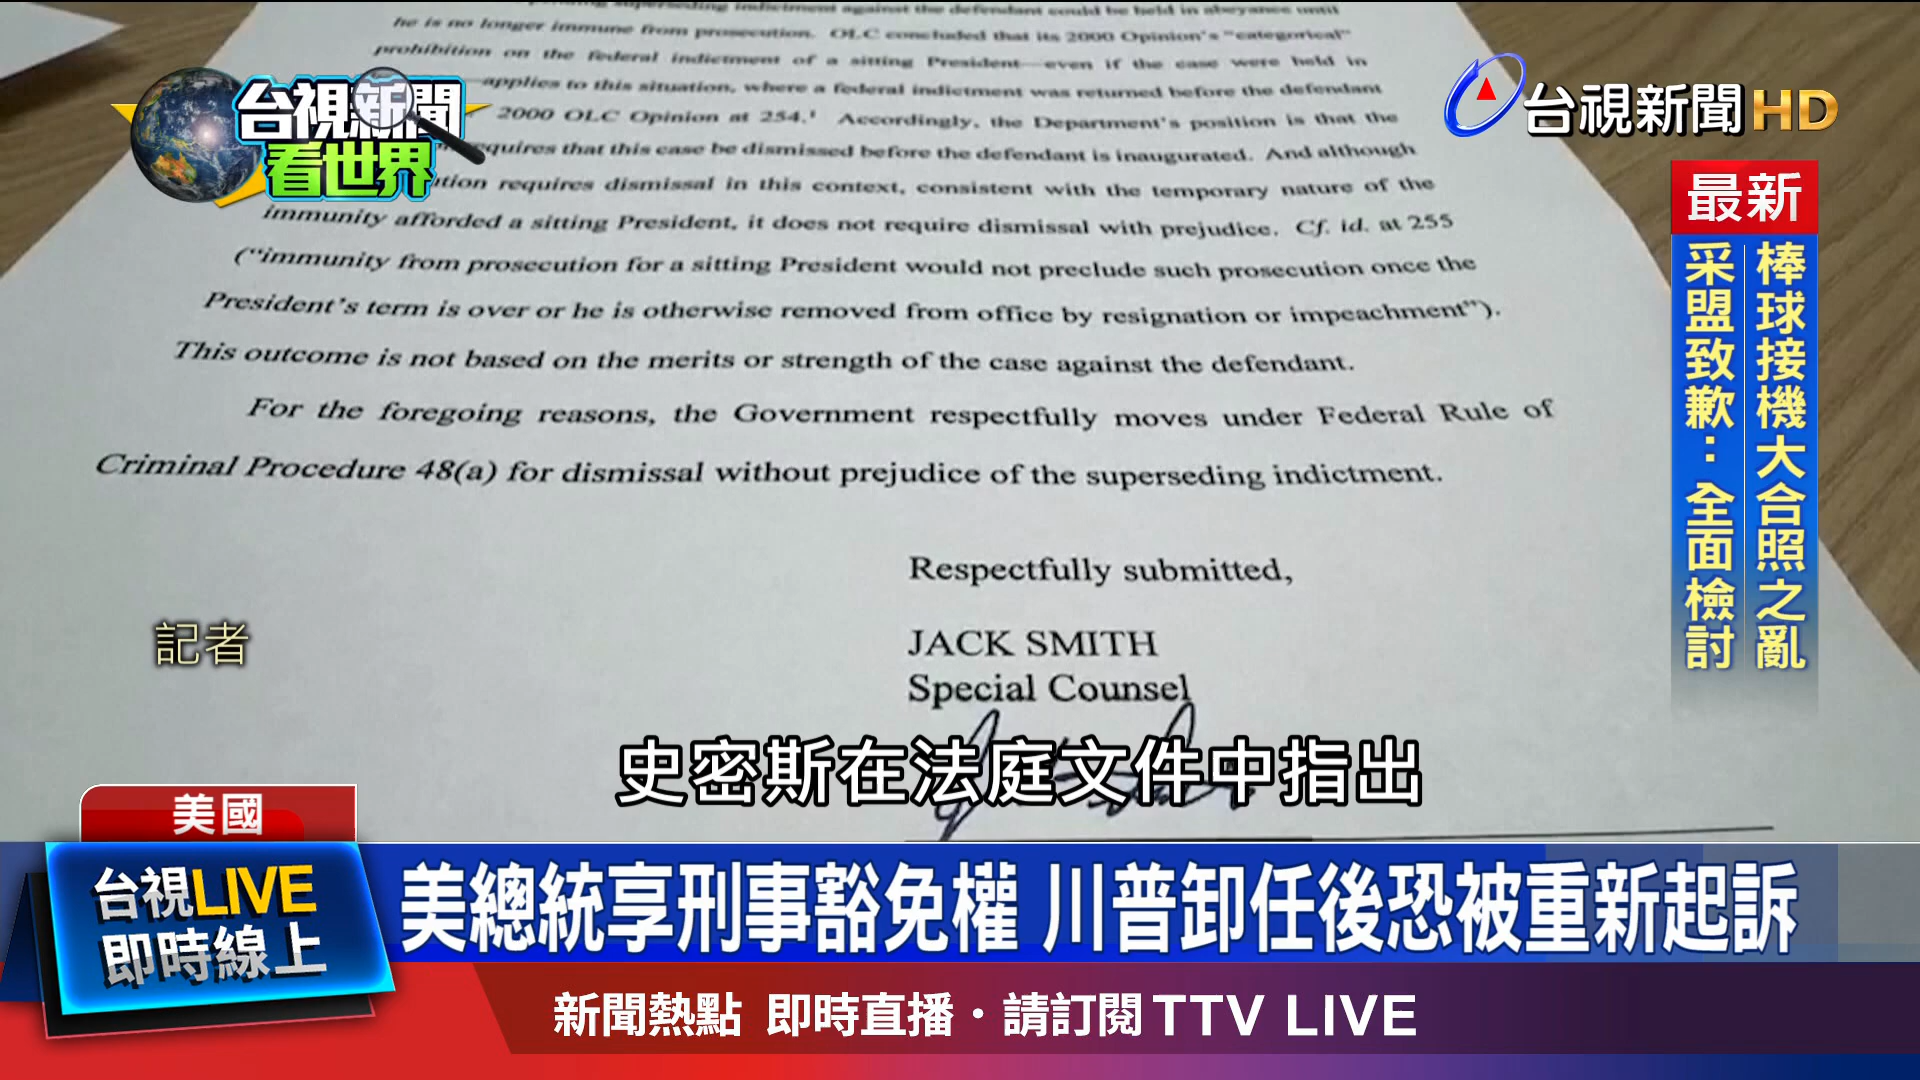 superseding indictment against the defendant could be held in abeyance until
he is no longer immune from prosecution. OLC concluded that its 2000 Opinion's "categorical"
prohibition on the federal indictment of a sitting President—even if the case were held in
applies to this situation, where a federal indictment was returned before the defendant
2000 OLC Opinion at 254.¹ Accordingly, the Department's position is that the
requires that this case be dismissed before the defendant is inaugurated. And although
requires dismissal in this context, consistent with the temporary nature of the
immunity afforded a sitting President, it does not require dismissal with prejudice. Cf. id. at 255
("immunity from prosecution for a sitting President would not preclude such prosecution once the
President's term is over or he is otherwise removed from office by resignation or impeachment").
This outcome is not based on the merits or strength of the case against the defendant.
For the foregoing reasons, the Government respectfully moves under Federal Rule of
Criminal Procedure 48(a) for dismissal without prejudice of the superseding indictment.
Respectfully submitted,
JACK SMITH
Special Counsel
台視新聞
看世界
台視新聞HD
最新
棒球接機大合照之亂
采盟致歉：全面檢討
記者
史密斯在法庭文件中指出
美國
台視LIVE
即時線上
美總統享刑事豁免權 川普卸任後恐被重新起訴
新聞熱點 即時直播・請訂閱TTV LIVE